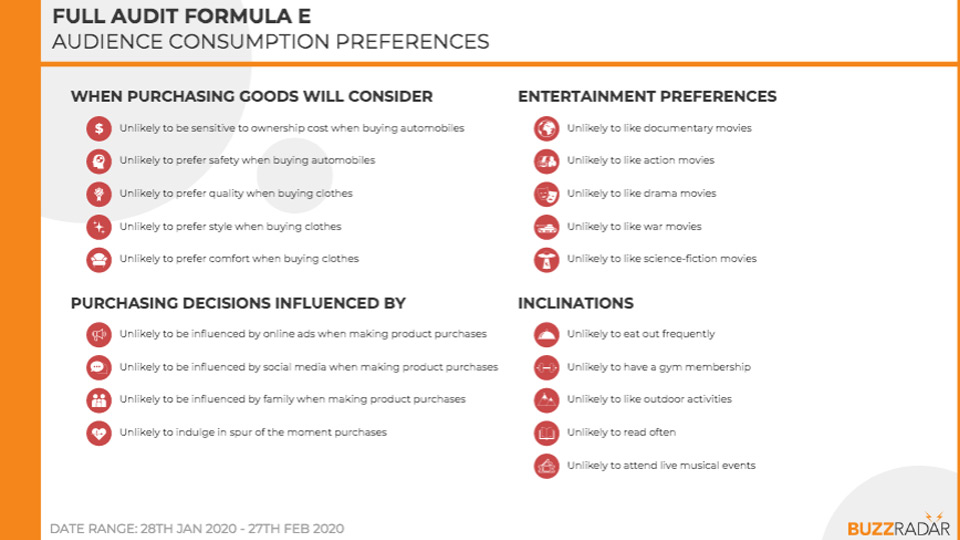 FULL AUDIT FORMULA E
AUDIENCE CONSUMPTION PREFERENCES
WHEN PURCHASING GOODS WILL CONSIDER
Unlikely to be sensitive to ownership cost when buying automobiles
Unlikely to prefer safety when buying automobiles
Unlikely to prefer quality when buying clothes
Unlikely to prefer style when buying clothes
Unlikely to prefer comfort when buying clothes
PURCHASING DECISIONS INFLUENCED BY
Unlikely to be influenced by online ads when making product purchases
Unlikely to be influenced by social media when making product purchases
Unlikely to be influenced by family when making product purchases
Unlikely to indulge in spur of the moment purchases
ENTERTAINMENT PREFERENCES
Unlikely to like documentary movies
Unlikely to like action movies
Unlikely to like drama movies
Unlikely to like war movies
Unlikely to like science-fiction movies
INCLINATIONS
Unlikely to eat out frequently
Unlikely to have a gym membership
Unlikely to like outdoor activities
Unlikely to read often
Unlikely to attend live musical events
DATE RANGE: 28TH JAN 2020 - 27TH FEB 2020
BUZZRADAR